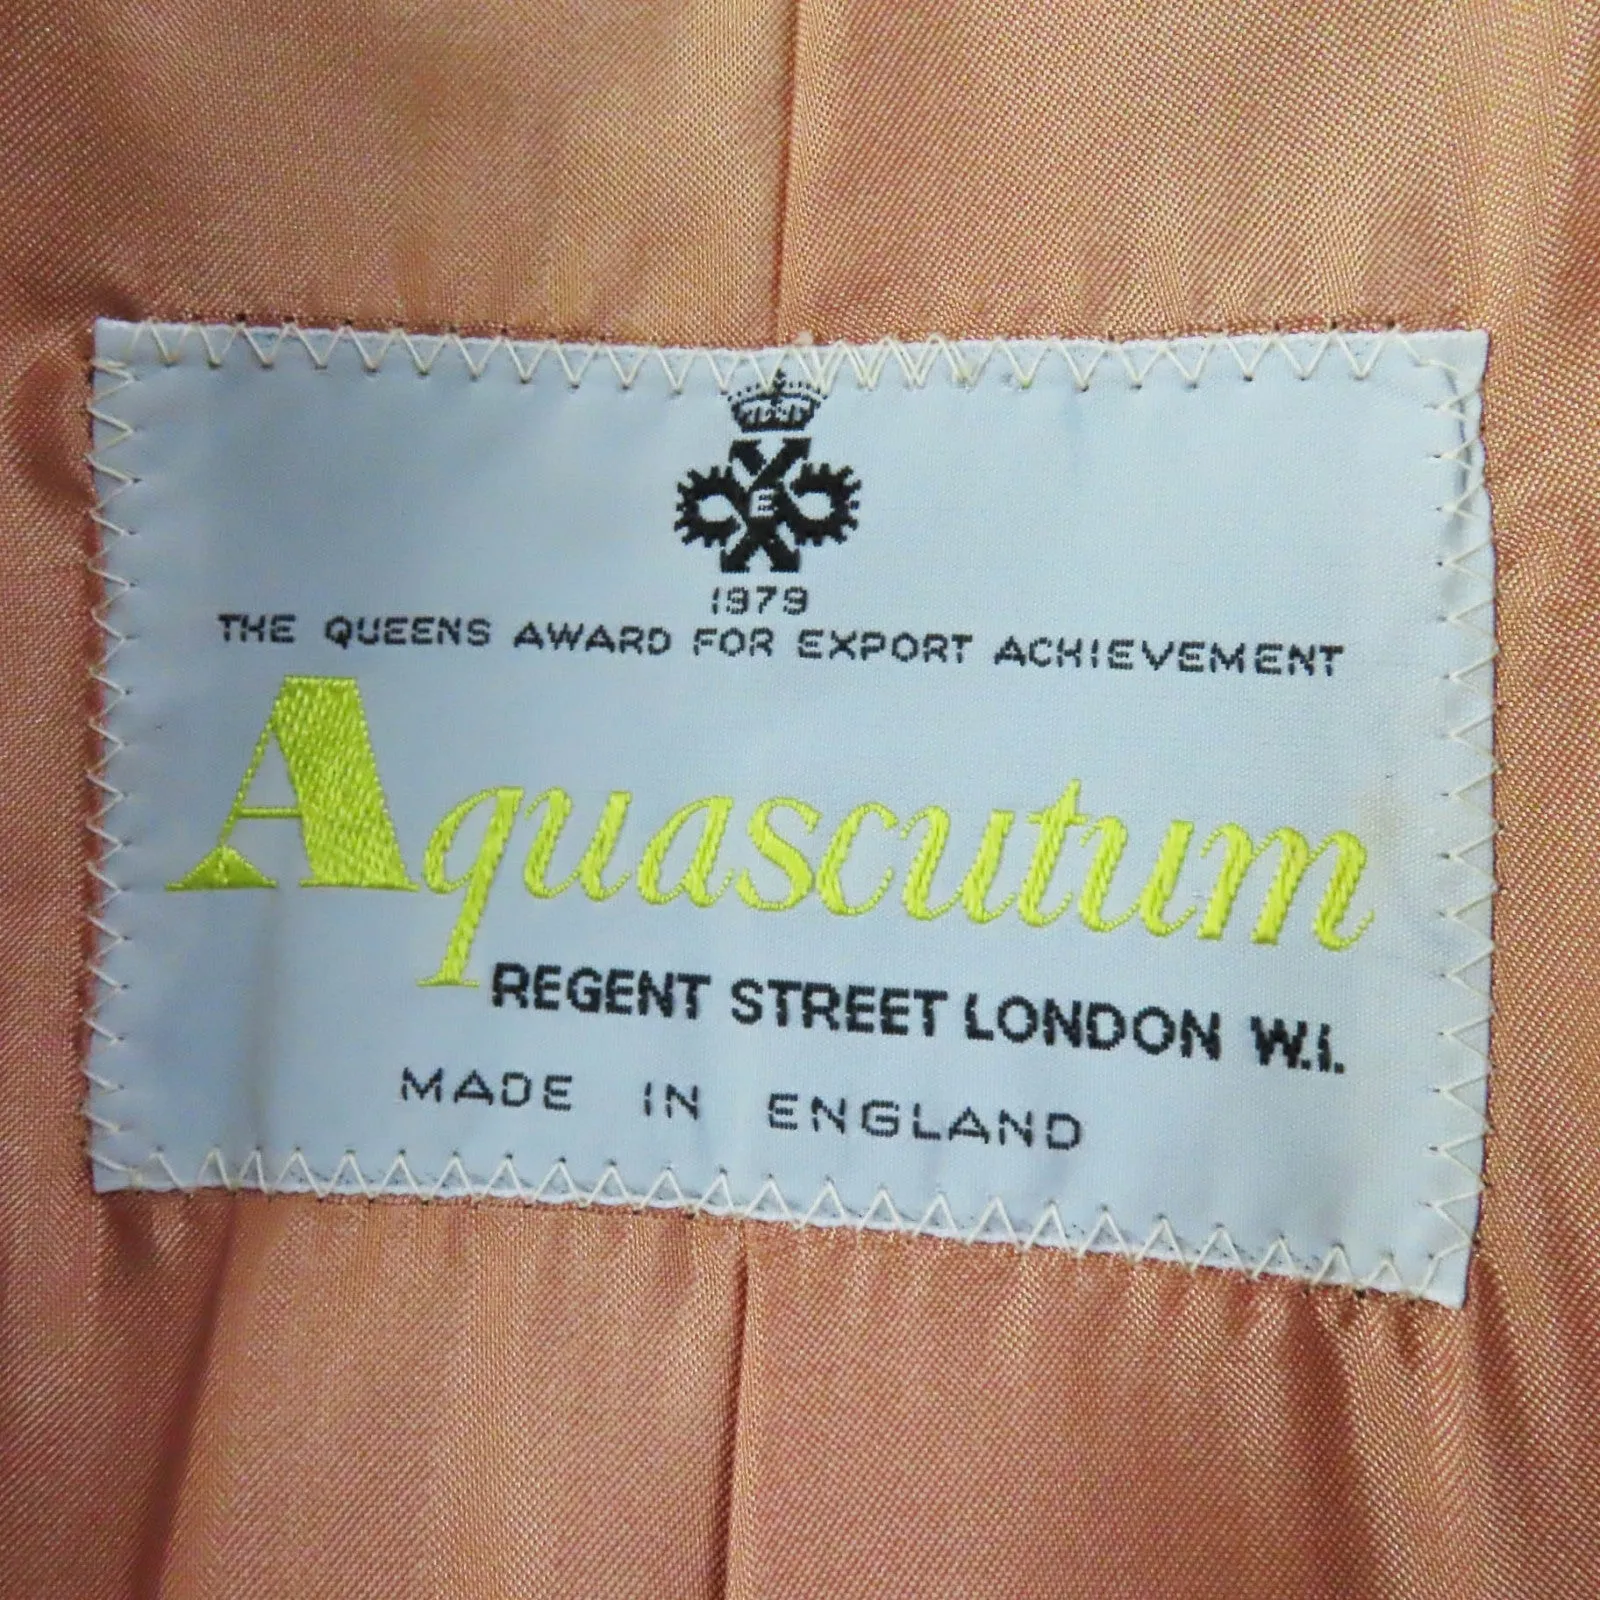 E
1979
THE QUEENS AWARD FOR EXPORT ACHIEVEMENT
Aquascutum
REGENT STREET LONDON W.I.
MADE IN ENGLAND